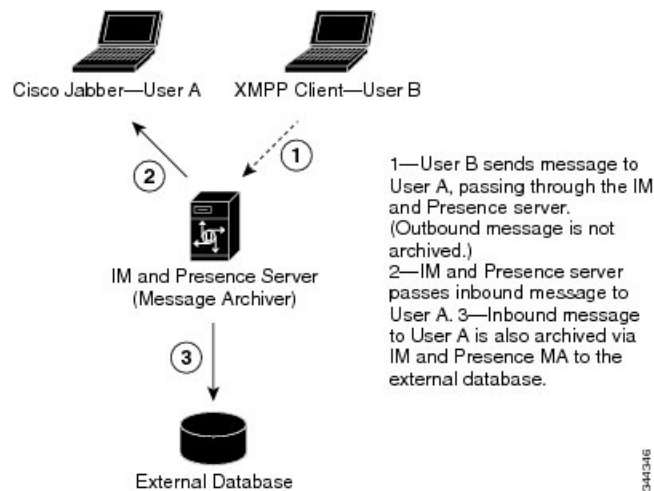 Cisco Jabber—User A
XMPP Client—User B
1
2
1—User B sends message to
User A, passing through the IM
and Presence server.
(Outbound message is not
archived.)
2—IM and Presence server
passes inbound message to
User A. 3—Inbound message
to User A is also archived via
IM and Presence MA to the
external database.
IM and Presence Server
(Message Archiver)
3
External Database
344346